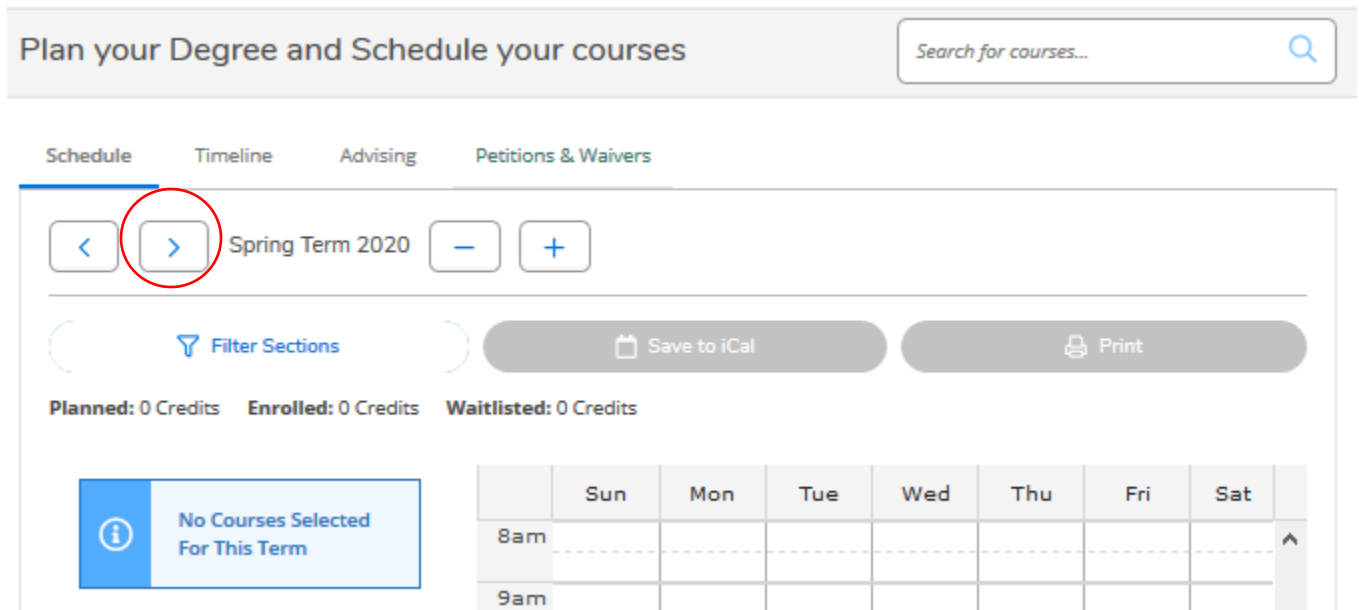 Plan your Degree and Schedule your courses
Search for courses...
Schedule Timeline Advising Petitions & Waivers
Spring Term 2020
Filter Sections Save to iCal Print
Planned: 0 Credits Enrolled: 0 Credits Waitlisted: 0 Credits
No Courses Selected
For This Term
Sun Mon Tue Wed Thu Fri Sat
8am
9am